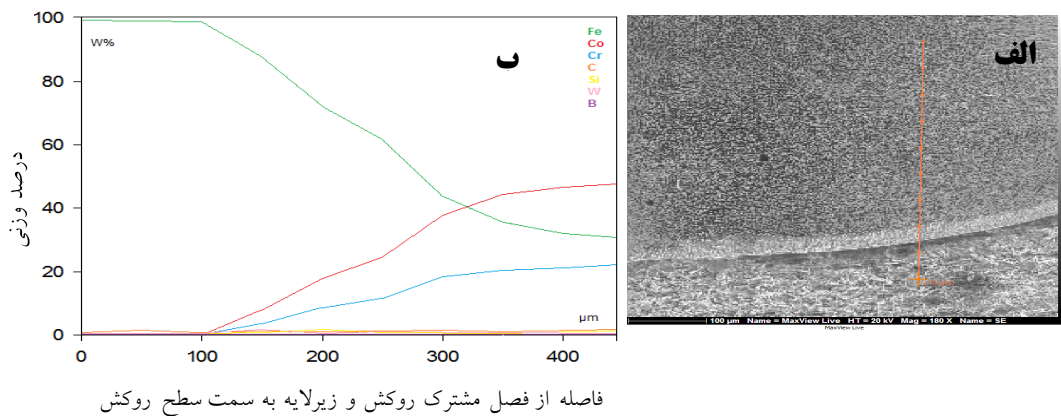 الف
ب
W%
Fe
Co
Cr
C
Si
W
B
100
80
60
40
20
0
درصد وزنی
µm
0
100
200
300
400
فاصله از فصل مشترک روکش و زیرلایه به سمت سطح روکش
100 µm Name = MaxView Live HT = 20 kV Mag = 180 X Name = SE
MaxView Live